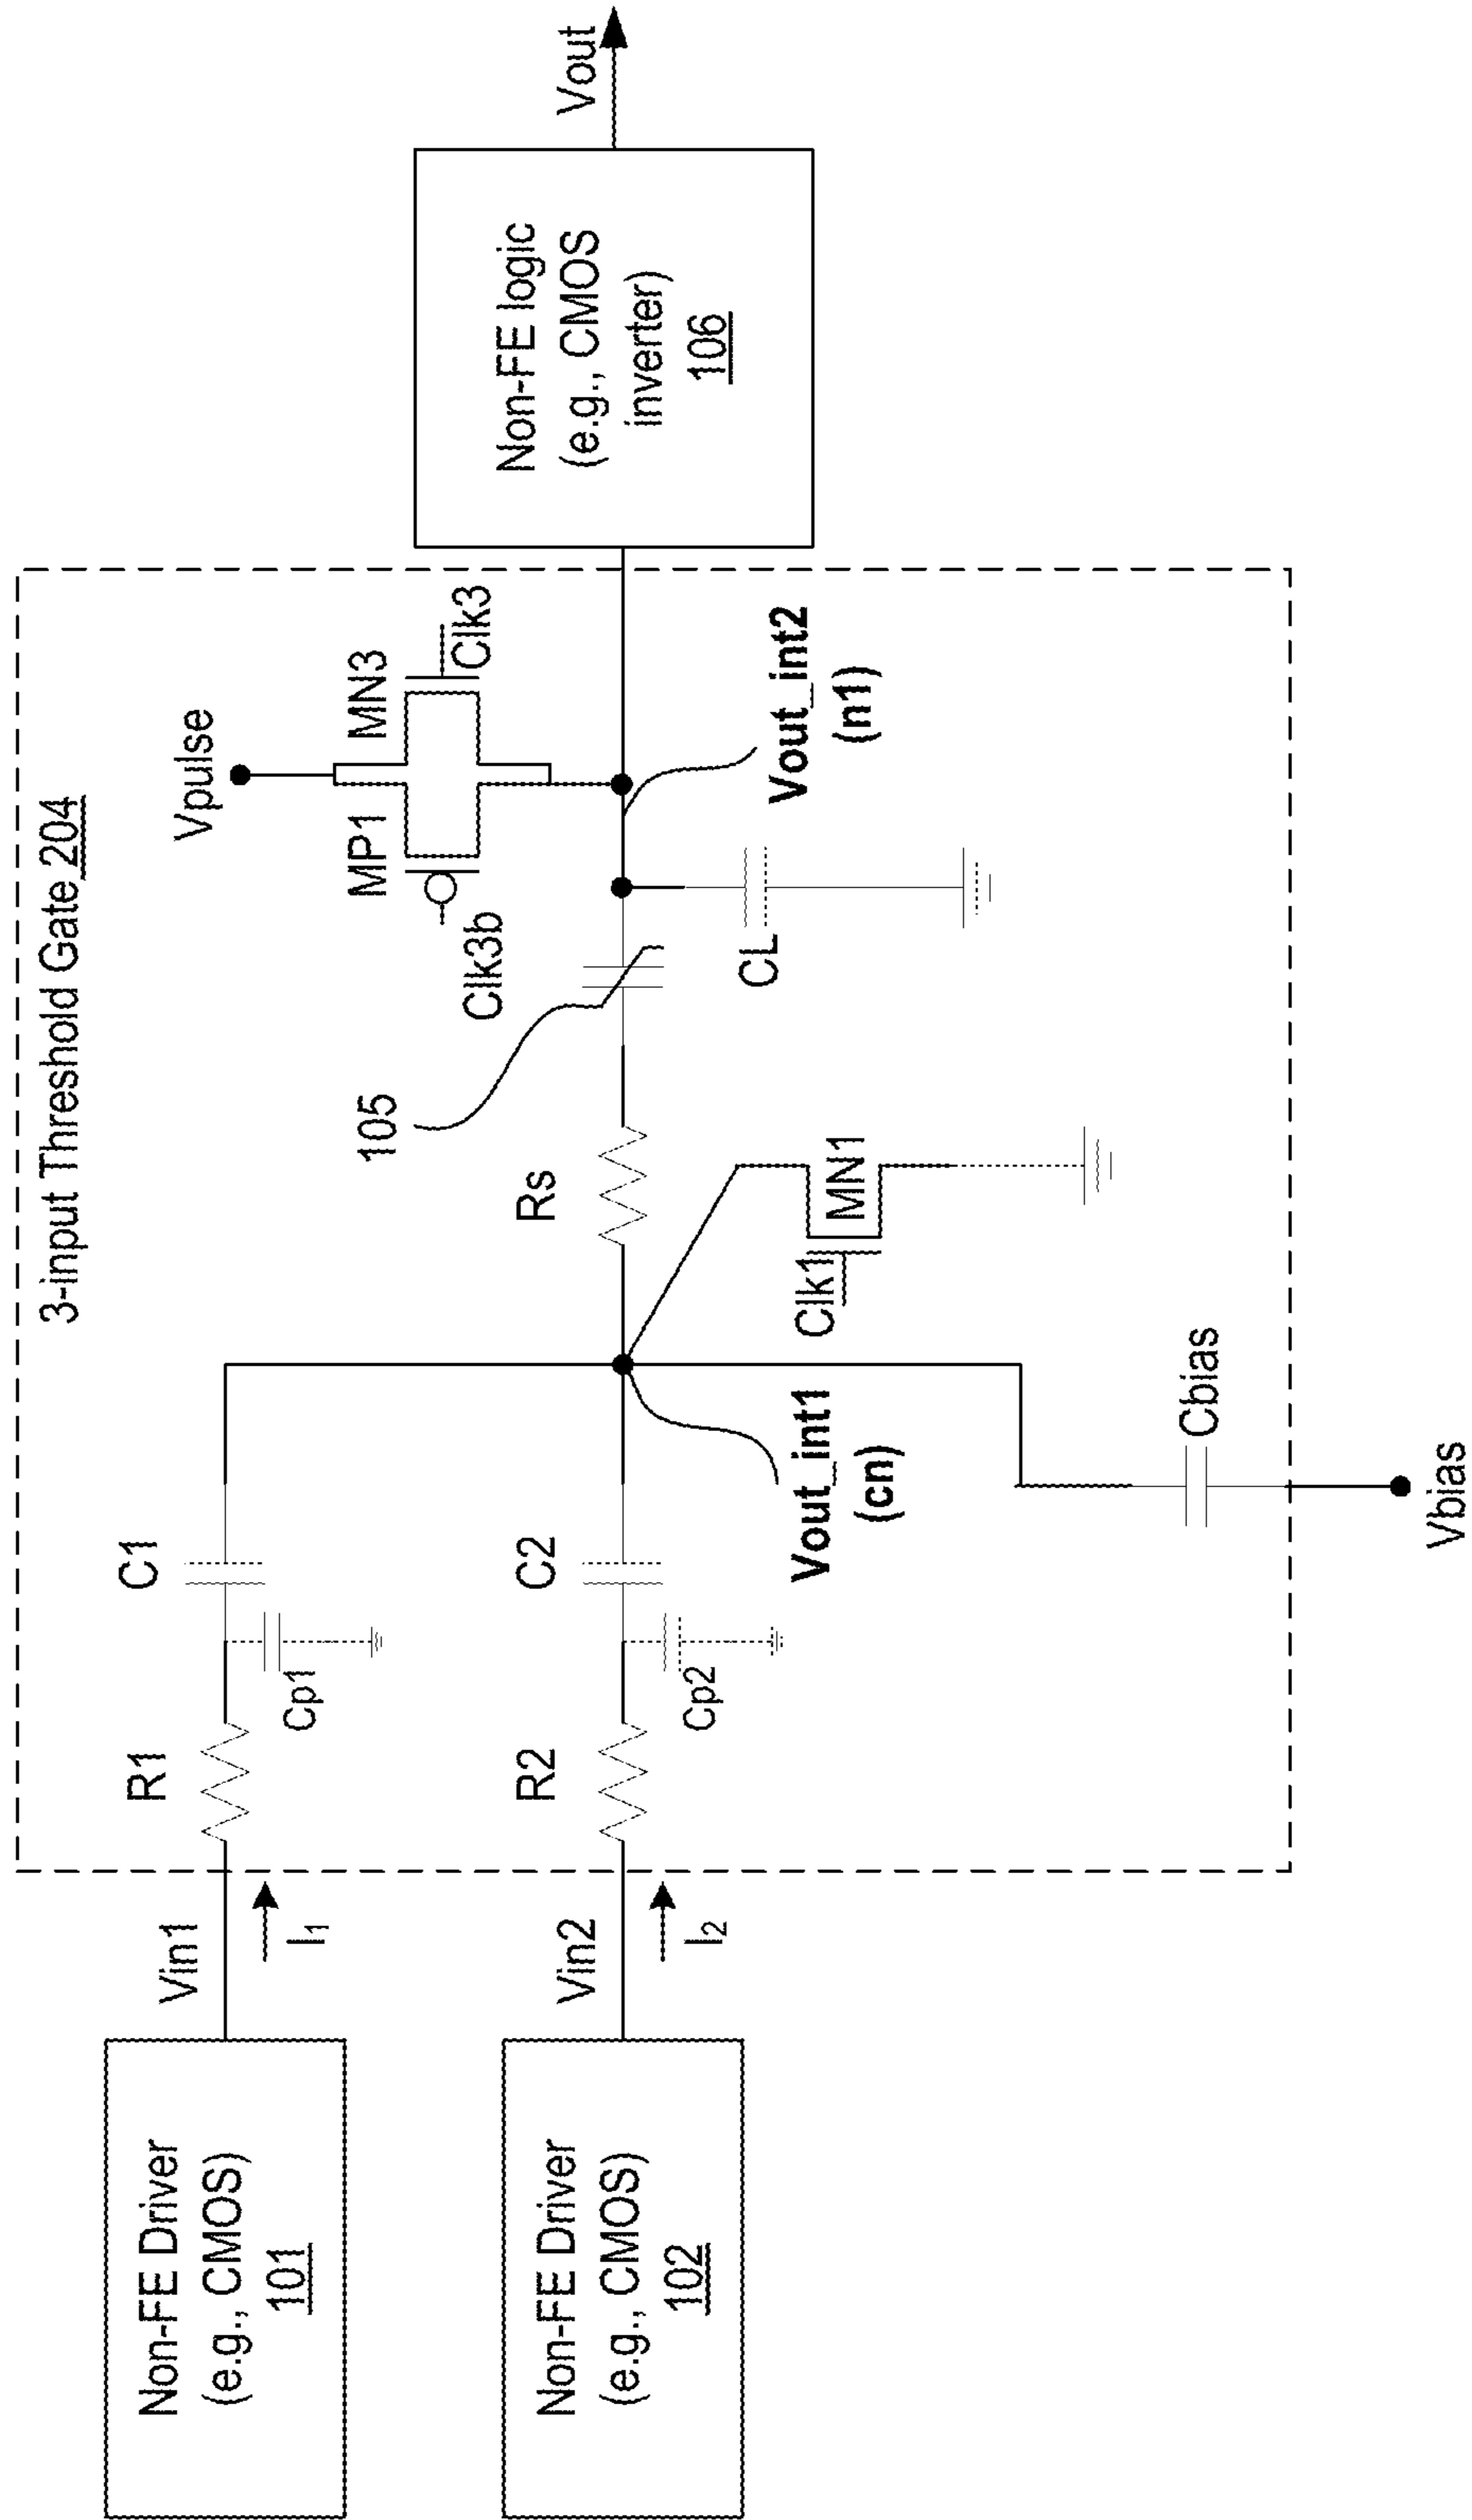 3-input Threshold Gate 204
Non-FE Driver
(e.g., CMOS)
101
Vin1
I1
R1
Cp1
C1
Non-FE Driver
(e.g., CMOS)
102
Vin2
I2
R2
Cp2
C2
Vout_int1
(cn)
Cbias
Vbias
Rs
Clk1
MN1
105
CL
Vpulse
MP1
MN3
Clk3b
Clk3
Vout_int2
(n1)
Non-FE logic
(e.g., CMOS
inverter)
106
Vout